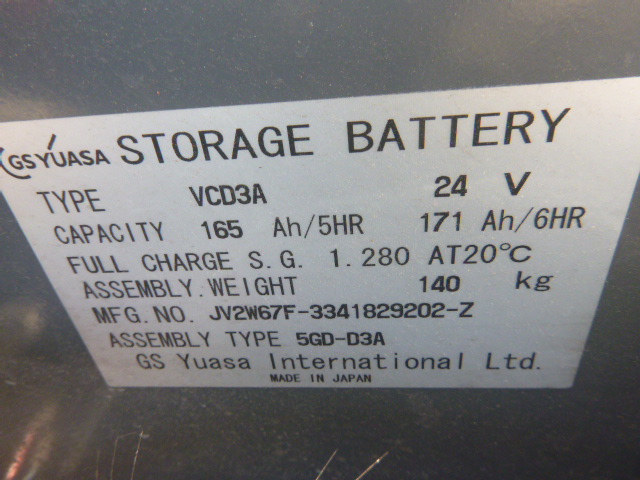 GS YUASA STORAGE BATTERY
TYPE VCD3A 24 V
CAPACITY 165 Ah/5HR 171 Ah/6HR
FULL CHARGE S.G. 1.280 AT20°C
ASSEMBLY.WEIGHT 140 kg
MFG.NO. JV2W67F-3341829202-Z
ASSEMBLY TYPE 5GD-D3A
GS Yuasa International Ltd.
MADE IN JAPAN